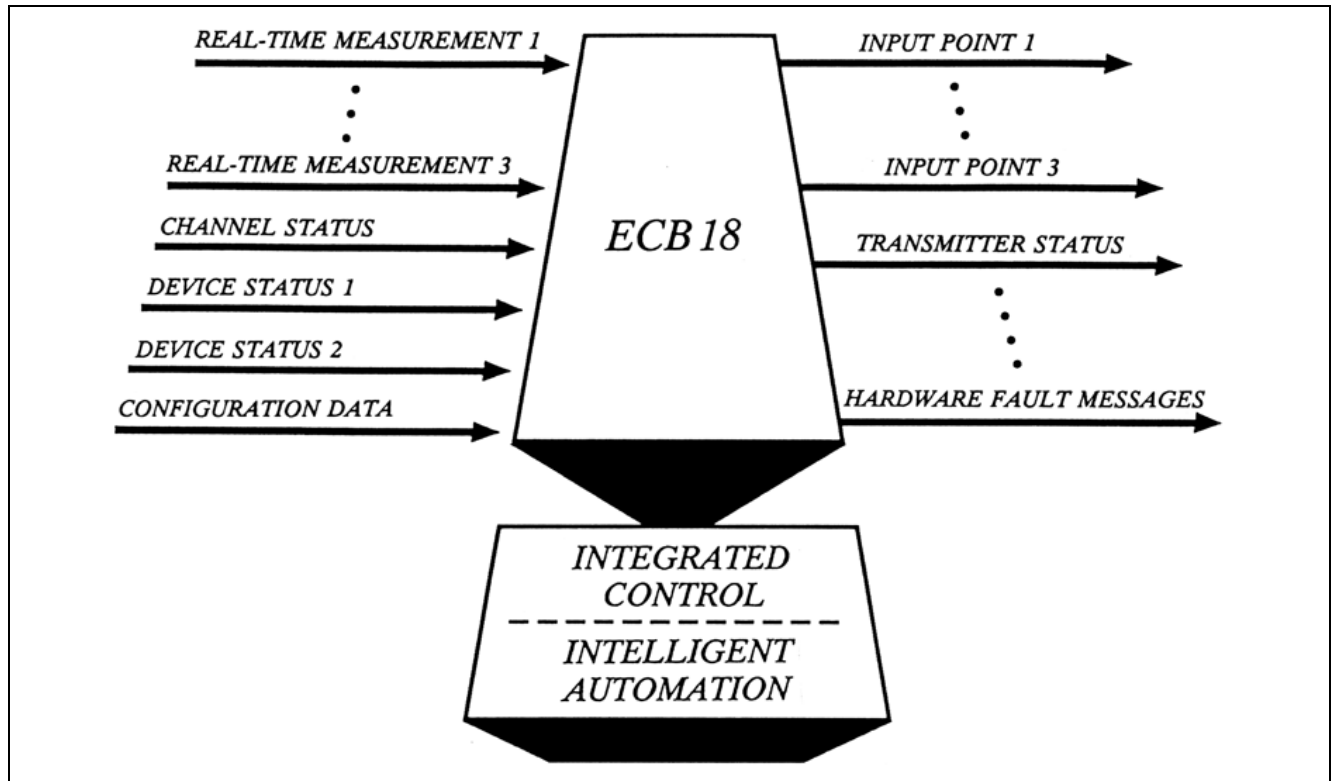 REAL-TIME MEASUREMENT 1
REAL-TIME MEASUREMENT 3
CHANNEL STATUS
DEVICE STATUS 1
DEVICE STATUS 2
CONFIGURATION DATA
ECB 18
INPUT POINT 1
INPUT POINT 3
TRANSMITTER STATUS
HARDWARE FAULT MESSAGES
INTEGRATED
CONTROL
INTELLIGENT
AUTOMATION